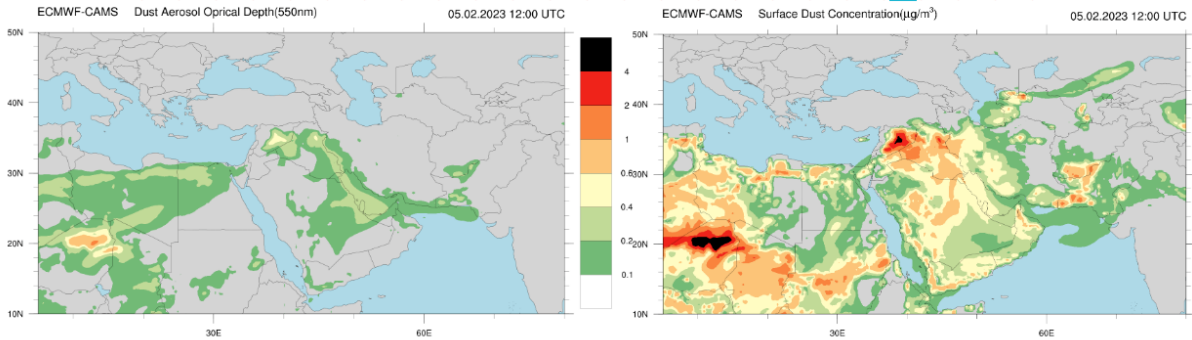 ECMWF-CAMS Dust Aerosol Oprical Depth(550nm) 05.02.2023 12:00 UTC
50N
40N
30N
20N
10N
30E 60E
4
2
1
0.6
0.4
0.2
0.1
ECMWF-CAMS Surface Dust Concentration(μg/m³) 05.02.2023 12:00 UTC
50N
40N
30N
20N
10N
30E 60E